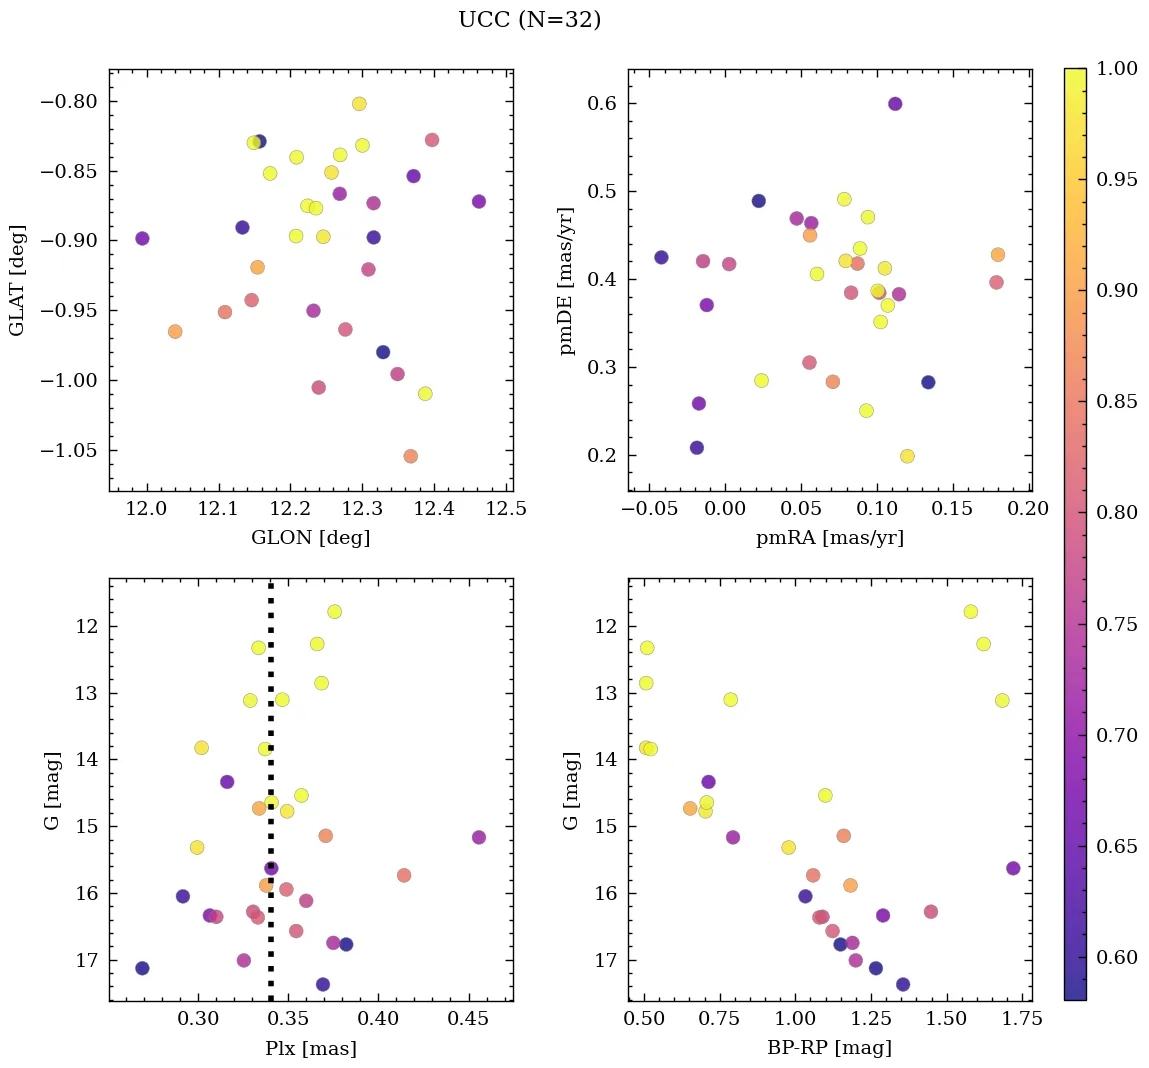 UCC (N=32)
−0.80
−0.85
−0.90
−0.95
−1.00
−1.05
GLAT [deg]
12.0 12.1 12.2 12.3 12.4 12.5
GLON [deg]
0.6
0.5
0.4
0.3
0.2
pmDE [mas/yr]
−0.05 0.00 0.05 0.10 0.15 0.20
pmRA [mas/yr]
12
13
14
15
16
17
G [mag]
0.30 0.35 0.40 0.45
Plx [mas]
12
13
14
15
16
17
G [mag]
0.50 0.75 1.00 1.25 1.50 1.75
BP-RP [mag]
1.00
0.95
0.90
0.85
0.80
0.75
0.70
0.65
0.60